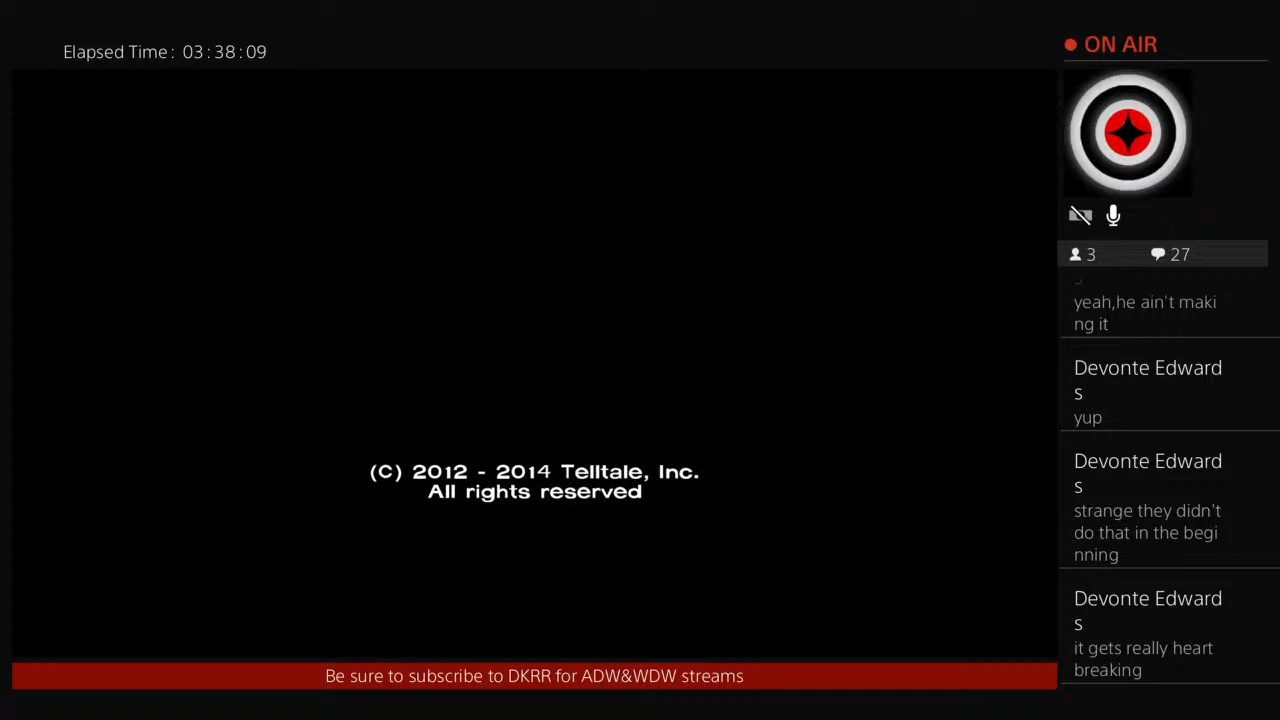 Elapsed Time: 03:38:09
ON AIR
3 27
yeah,he ain't maki
ng it
Devonte Edward
s
yup
Devonte Edward
s
strange they didn't
do that in the begi
nning
Devonte Edward
s
it gets really heart
breaking
(C) 2012 - 2014 Telltale, Inc.
All rights reserved
Be sure to subscribe to DKRR for ADW&WDW streams